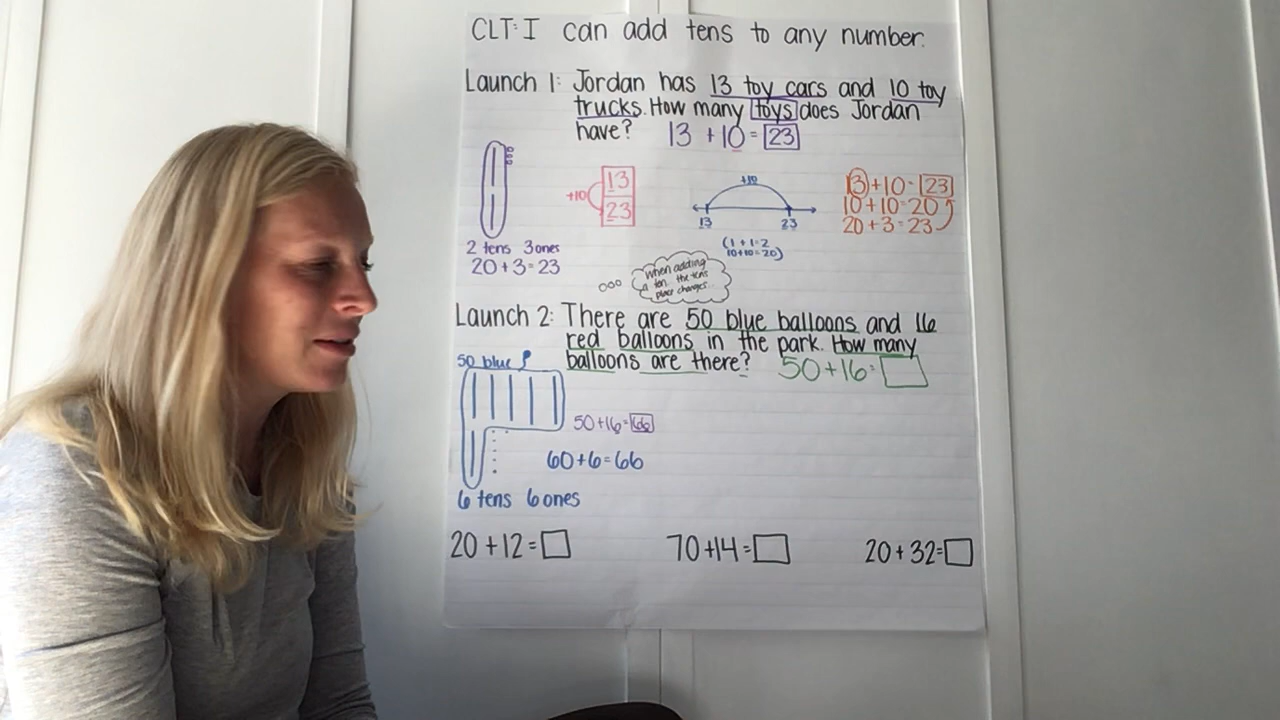 CLT: I can add tens to any number.
Launch 1: Jordan has 13 toy cars and 10 toy
trucks. How many toys does Jordan
have? 13 + 10 = 23
+10
13
23
2 tens 3 ones
20 + 3 = 23
+10
13 23
(1 + 1 = 2
10 + 10 = 20)
13 + 10 = 23
10 + 10 = 20
20 + 3 = 23
When adding
a ten the tens
place changes...
Launch 2: There are 50 blue balloons and 16
red balloons in the park. How many
balloons are there? 50 + 16 =
50 blue
50 + 16 = 66
60 + 6 = 66
6 tens 6 ones
20 + 12 =
70 + 14 =
20 + 32 =